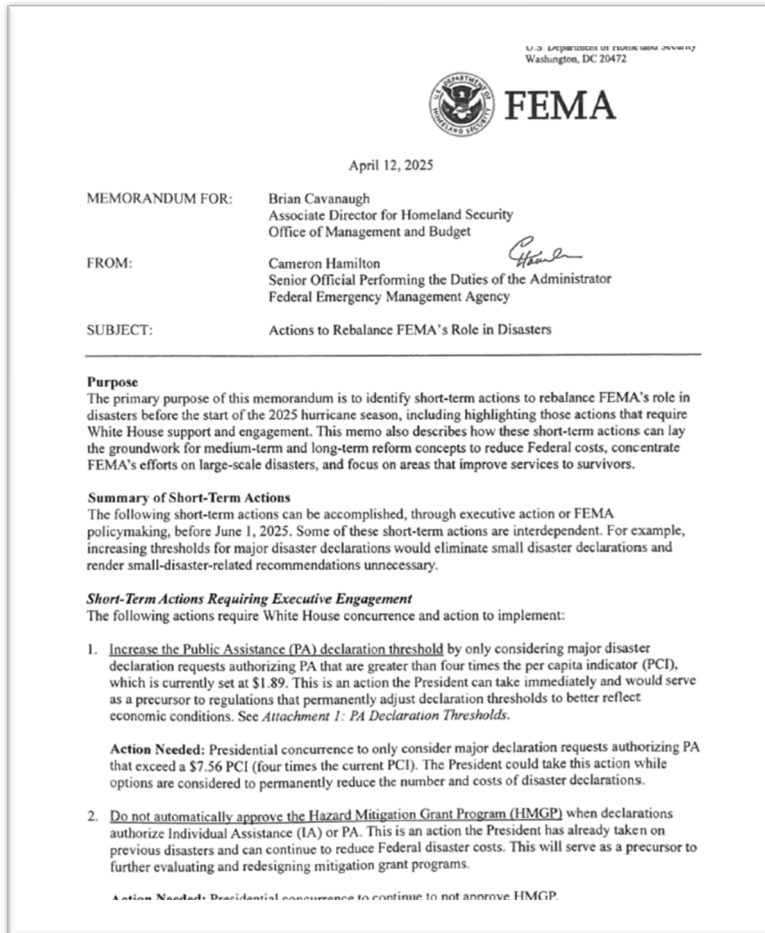 U.S. Department of Homeland Security
Washington, DC 20472
FEMA
April 12, 2025
MEMORANDUM FOR: Brian Cavanaugh
Associate Director for Homeland Security
Office of Management and Budget
FROM: Cameron Hamilton
Senior Official Performing the Duties of the Administrator
Federal Emergency Management Agency
SUBJECT: Actions to Rebalance FEMA's Role in Disasters
Purpose
The primary purpose of this memorandum is to identify short-term actions to rebalance FEMA's role in
disasters before the start of the 2025 hurricane season, including highlighting those actions that require
White House support and engagement. This memo also describes how these short-term actions can lay
the groundwork for medium-term and long-term reform concepts to reduce Federal costs, concentrate
FEMA's efforts on large-scale disasters, and focus on areas that improve services to survivors.
Summary of Short-Term Actions
The following short-term actions can be accomplished, through executive action or FEMA
policymaking, before June 1, 2025. Some of these short-term actions are interdependent. For example,
increasing thresholds for major disaster declarations would eliminate small disaster declarations and
render small-disaster-related recommendations unnecessary.
Short-Term Actions Requiring Executive Engagement
The following actions require White House concurrence and action to implement:
1. Increase the Public Assistance (PA) declaration threshold by only considering major disaster
declaration requests authorizing PA that are greater than four times the per capita indicator (PCI),
which is currently set at $1.89. This is an action the President can take immediately and would serve
as a precursor to regulations that permanently adjust declaration thresholds to better reflect
economic conditions. See Attachment 1: PA Declaration Thresholds.
Action Needed: Presidential concurrence to only consider major declaration requests authorizing PA
that exceed a $7.56 PCI (four times the current PCI). The President could take this action while
options are considered to permanently reduce the number and costs of disaster declarations.
2. Do not automatically approve the Hazard Mitigation Grant Program (HMGP) when declarations
authorize Individual Assistance (IA) or PA. This is an action the President has already taken on
previous disasters and can continue to reduce Federal disaster costs. This will serve as a precursor to
further evaluating and redesigning mitigation grant programs.
Action Needed: Presidential concurrence to continue to not approve HMGP.